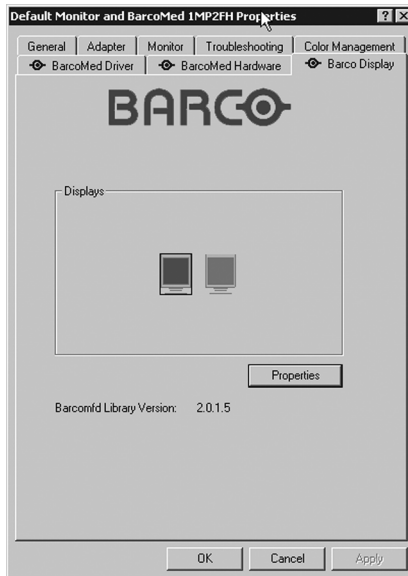 Default Monitor and BarcoMed 1MP2FH Properties
General Adapter Monitor Troubleshooting Color Management
BarcoMed Driver BarcoMed Hardware Barco Display
BARCO
Displays
Properties
Barcomfd Library Version: 2.0.1.5
OK Cancel Apply